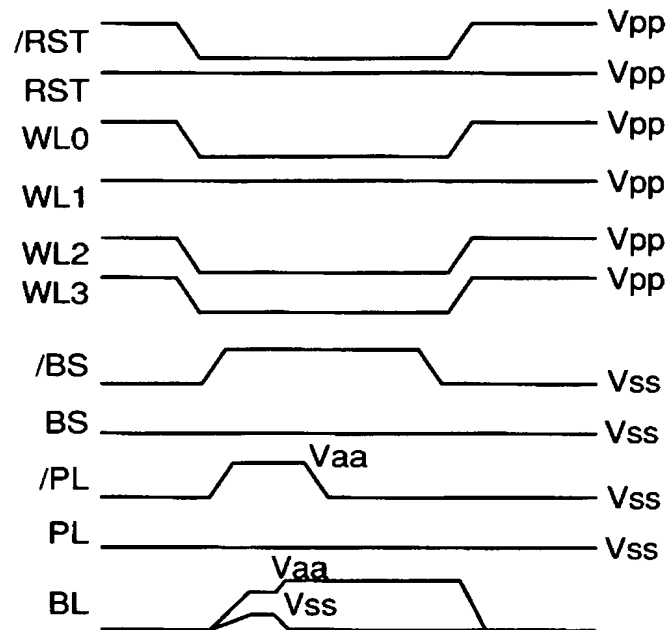 /RST Vpp
RST Vpp
WL0 Vpp
WL1 Vpp
WL2 Vpp
WL3 Vpp
/BS Vss
BS Vss
/PL Vaa Vss
PL Vss
BL Vaa Vss